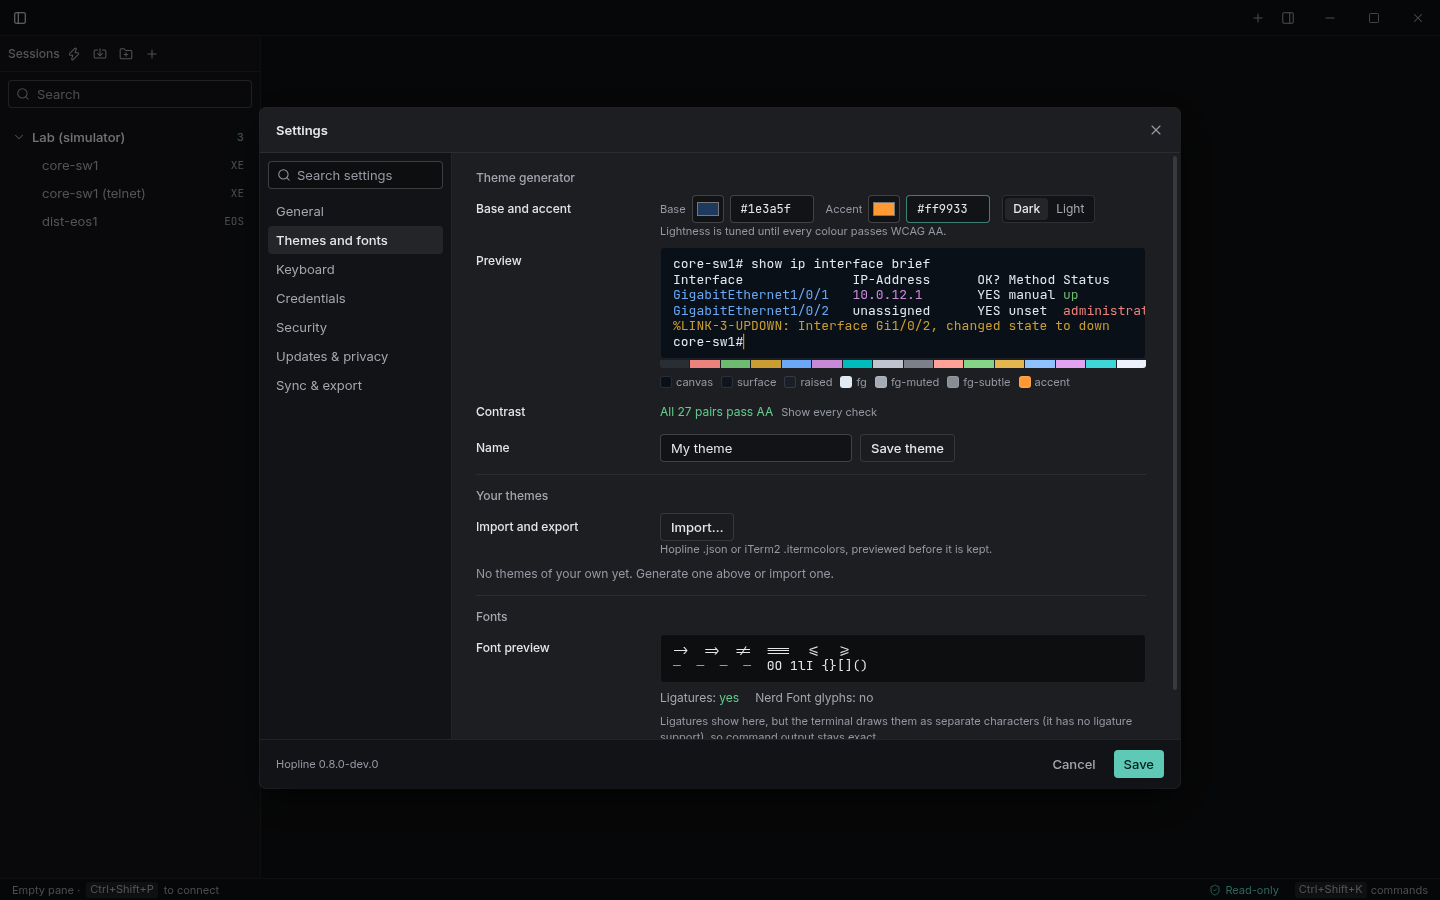 Sessions
Search
Lab (simulator) 3
core-sw1 XE
core-sw1 (telnet) XE
dist-eos1 EOS
Settings
Search settings
General
Themes and fonts
Keyboard
Credentials
Security
Updates & privacy
Sync & export
Theme generator
Base and accent Base #1e3a5f Accent #ff9933 Dark Light
Lightness is tuned until every colour passes WCAG AA.
Preview
core-sw1# show ip interface brief
Interface IP-Address OK? Method Status
GigabitEthernet1/0/1 10.0.12.1 YES manual up
GigabitEthernet1/0/2 unassigned YES unset administrat
%LINK-3-UPDOWN: Interface Gi1/0/2, changed state to down
core-sw1#
canvas surface raised fg fg-muted fg-subtle accent
Contrast All 27 pairs pass AA Show every check
Name My theme Save theme
Your themes
Import and export Import...
Hopline .json or iTerm2 .itermcolors, previewed before it is kept.
No themes of your own yet. Generate one above or import one.
Fonts
Font preview
→ ⇒ ≠ ≡ ⩽ ⩾
— — — — 0O 1lI {}[]()
Ligatures: yes Nerd Font glyphs: no
Ligatures show here, but the terminal draws them as separate characters (it has no ligature
support), so command output stays exact.
Hopline 0.8.0-dev.0
Cancel Save
Empty pane · Ctrl+Shift+P to connect
Read-only Ctrl+Shift+K commands